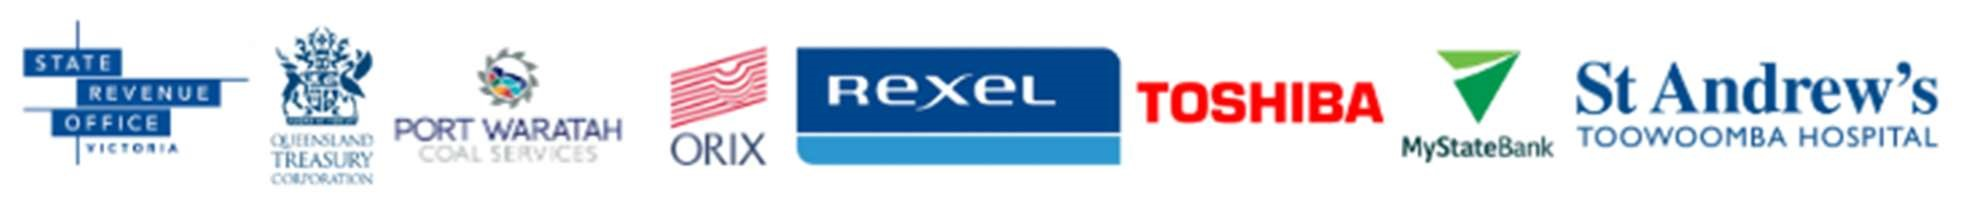 STATE
REVENUE
OFFICE
VICTORIA
QUEENSLAND
TREASURY
CORPORATION
PORT WARATAH
COAL SERVICES
ORIX
REXEL
TOSHIBA
MyStateBank
St Andrew's
TOOWOOMBA HOSPITAL